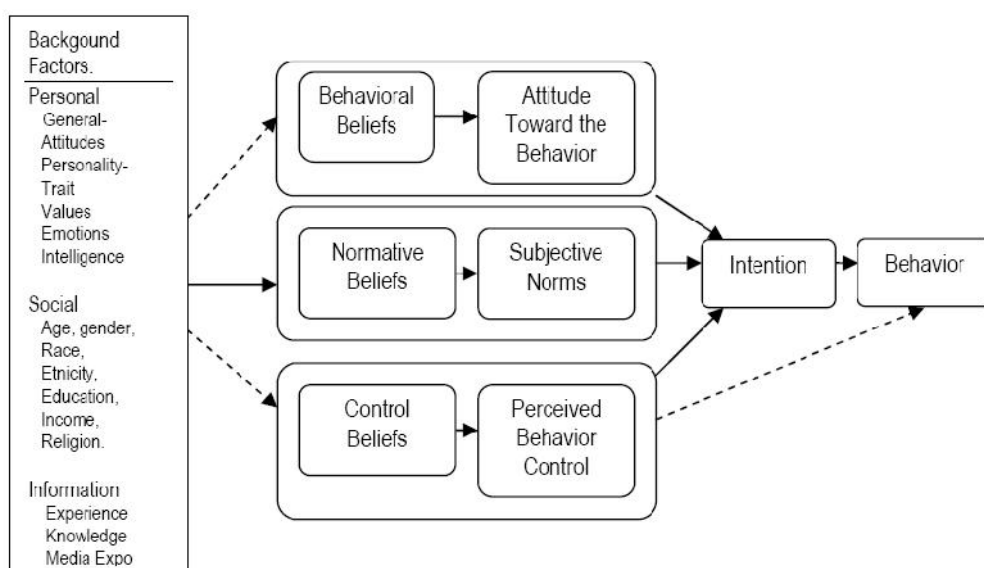 Backgound
Factors.
Personal
General-
Attitudes
Personality-
Trait
Values
Emotions
Intelligence
Social
Age, gender,
Race,
Etnicity,
Education,
Income,
Religion.
Information
Experience
Knowledge
Media Expo
Behavioral
Beliefs
Attitude
Toward the
Behavior
Normative
Beliefs
Subjective
Norms
Control
Beliefs
Perceived
Behavior
Control
Intention
Behavior